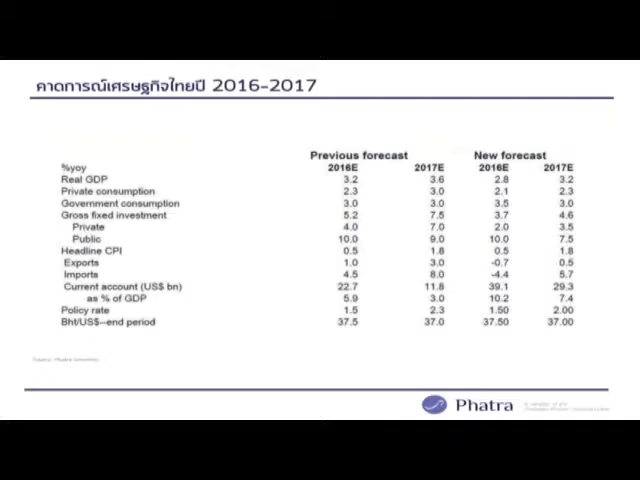 คาดการณ์เศรษฐกิจไทยปี 2016-2017
Previous forecast New forecast
%yoy 2016E 2017E 2016E 2017E
Real GDP 3.2 3.6 2.8 3.2
Private consumption 2.3 3.0 2.1 2.3
Government consumption 3.0 3.0 3.5 3.0
Gross fixed investment 5.2 7.5 3.7 4.6
Private 4.0 7.0 2.0 3.5
Public 10.0 9.0 10.0 7.5
Headline CPI 0.5 1.8 0.5 1.8
Exports 1.0 3.0 -0.7 0.5
Imports 4.5 8.0 -4.4 5.7
Current account (US$ bn) 22.7 11.8 39.1 29.3
as % of GDP 5.9 3.0 10.2 7.4
Policy rate 1.5 2.3 1.50 2.00
Bht/US$--end period 37.5 37.0 37.50 37.00
Phatra